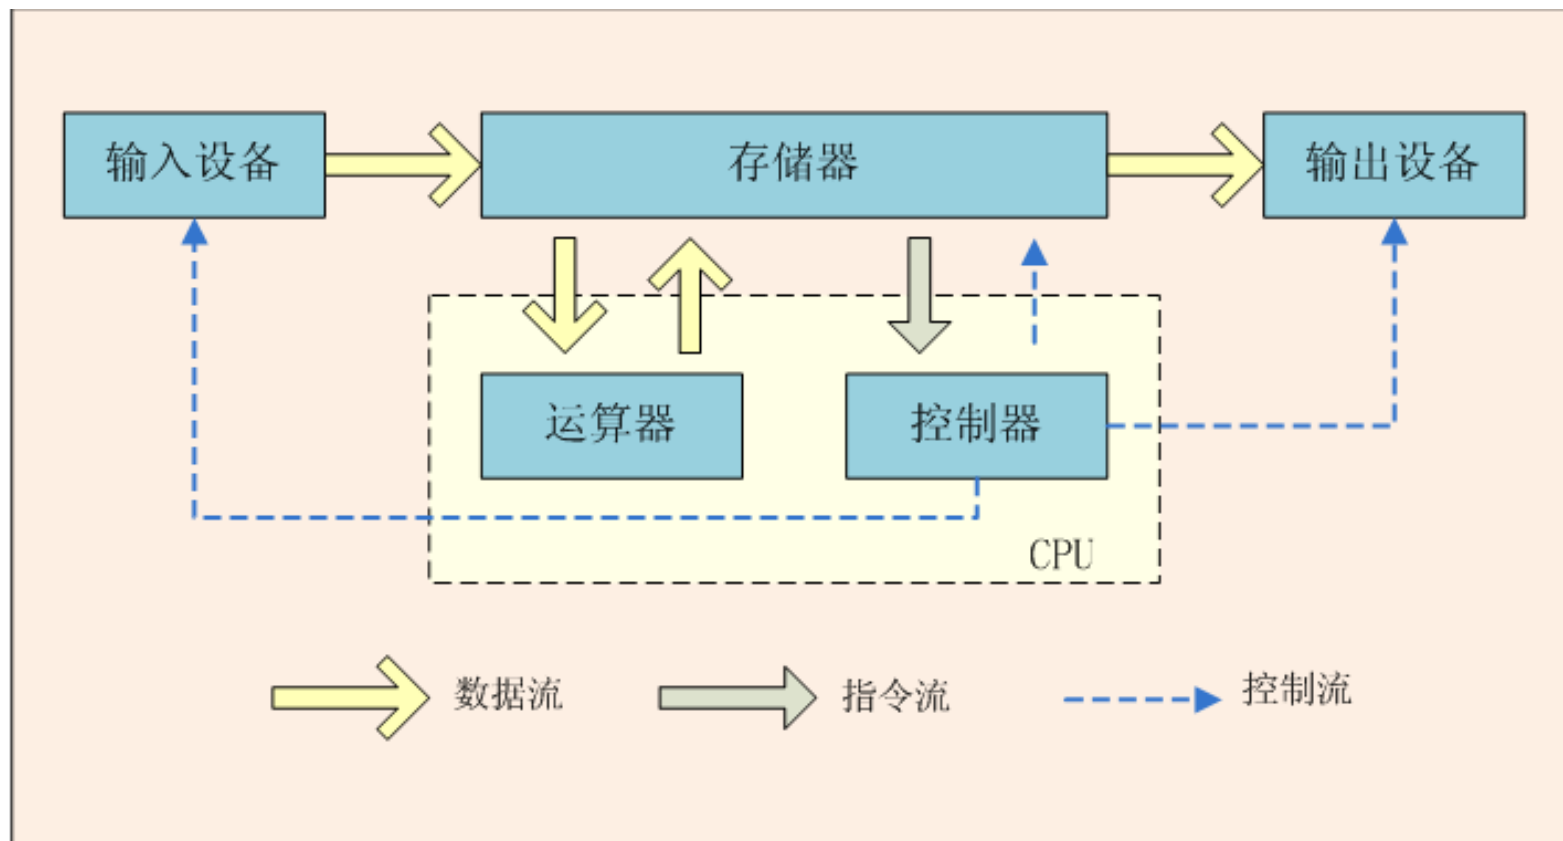 输入设备
存储器
输出设备
运算器
控制器
CPU
数据流
指令流
控制流